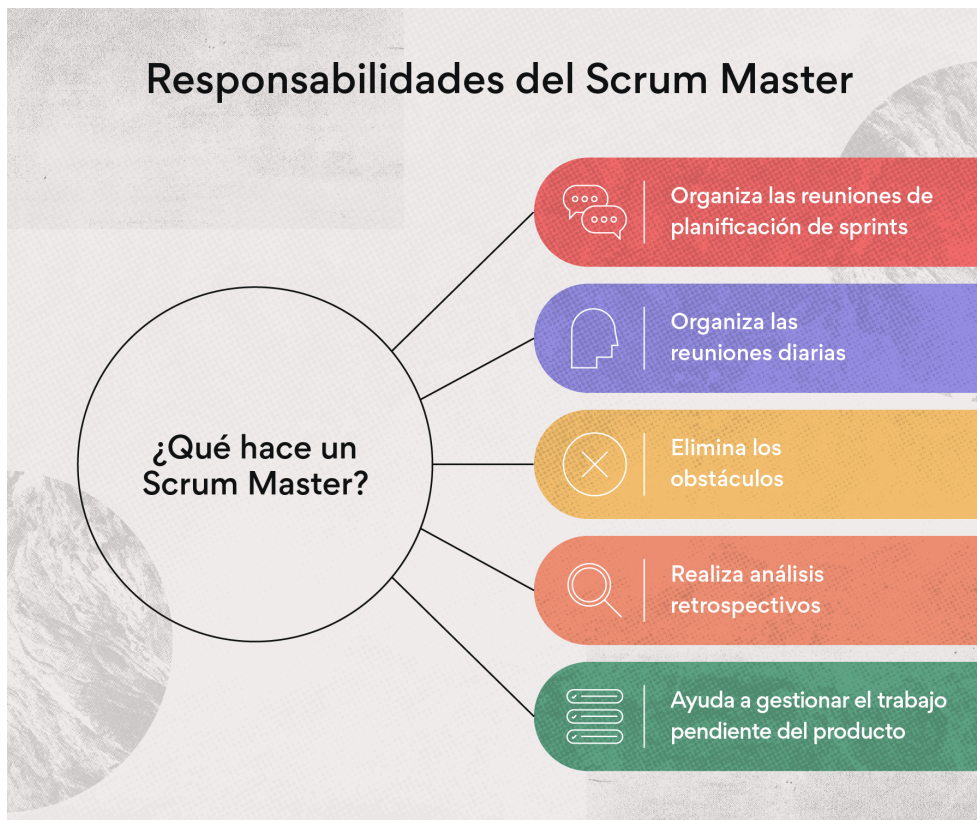 Responsabilidades del Scrum Master
¿Qué hace un
Scrum Master?
Organiza las reuniones de
planificación de sprints
Organiza las
reuniones diarias
Elimina los
obstáculos
Realiza análisis
retrospectivos
Ayuda a gestionar el trabajo
pendiente del producto